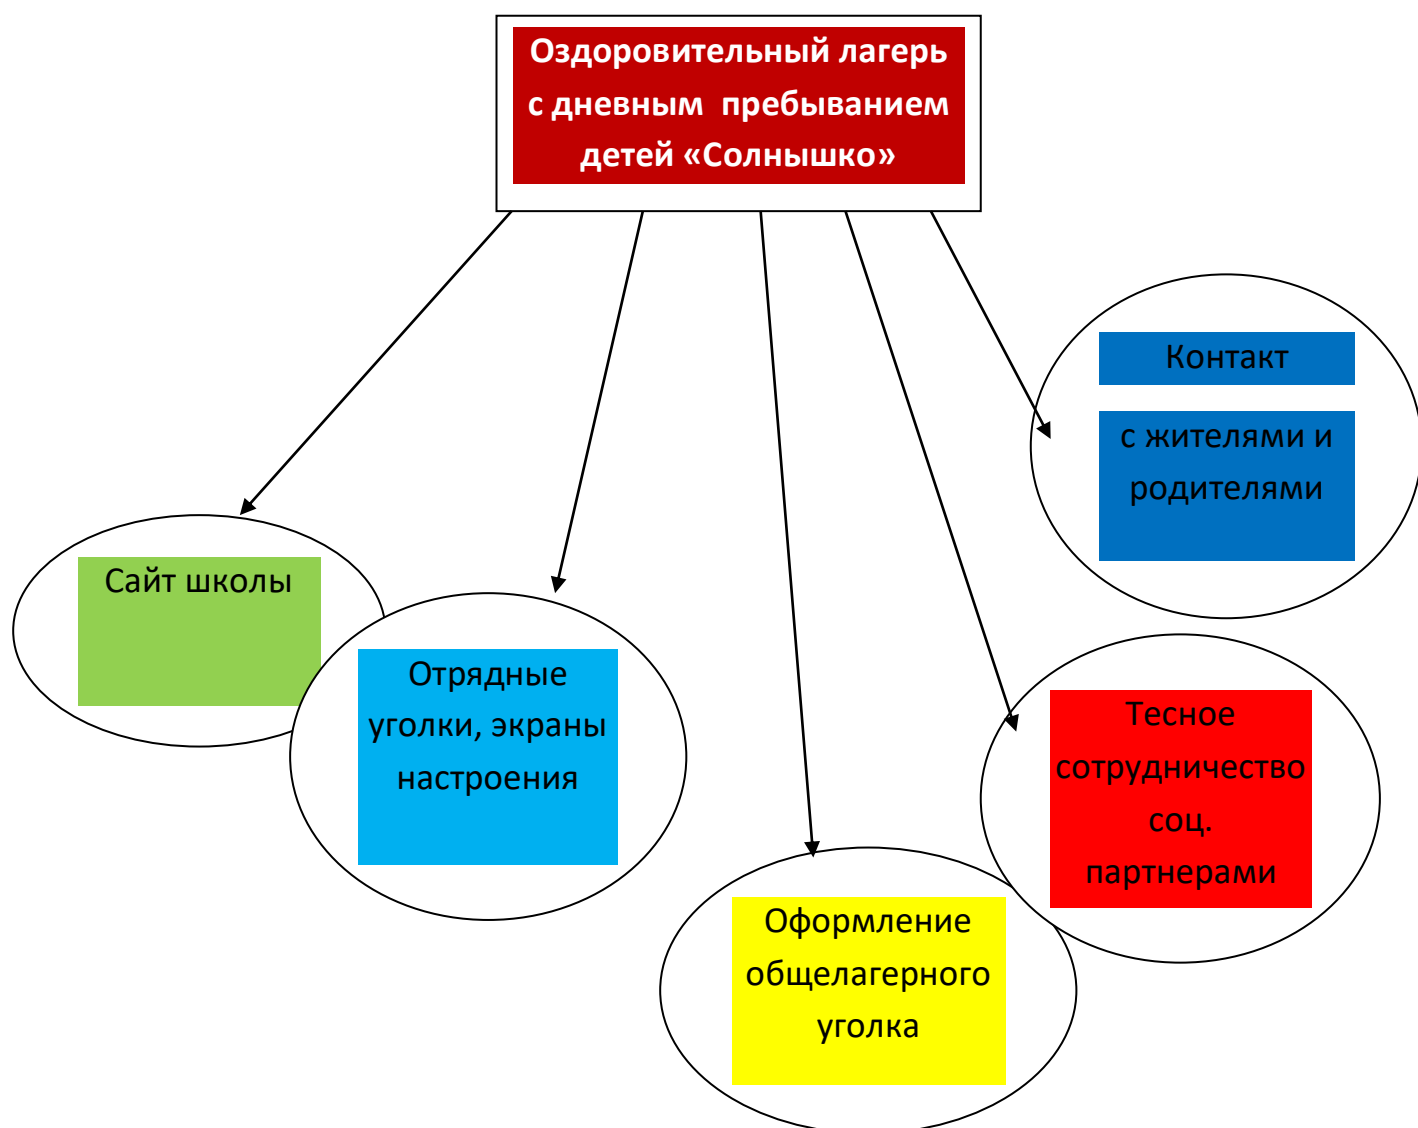 Оздоровительный лагерь
с дневным пребыванием
детей «Солнышко»
Контакт
с жителями и
родителями
Сайт школы
Отрядные
уголки, экраны
настроения
Тесное
сотрудничество
соц.
партнерами
Оформление
общелагерного
уголка